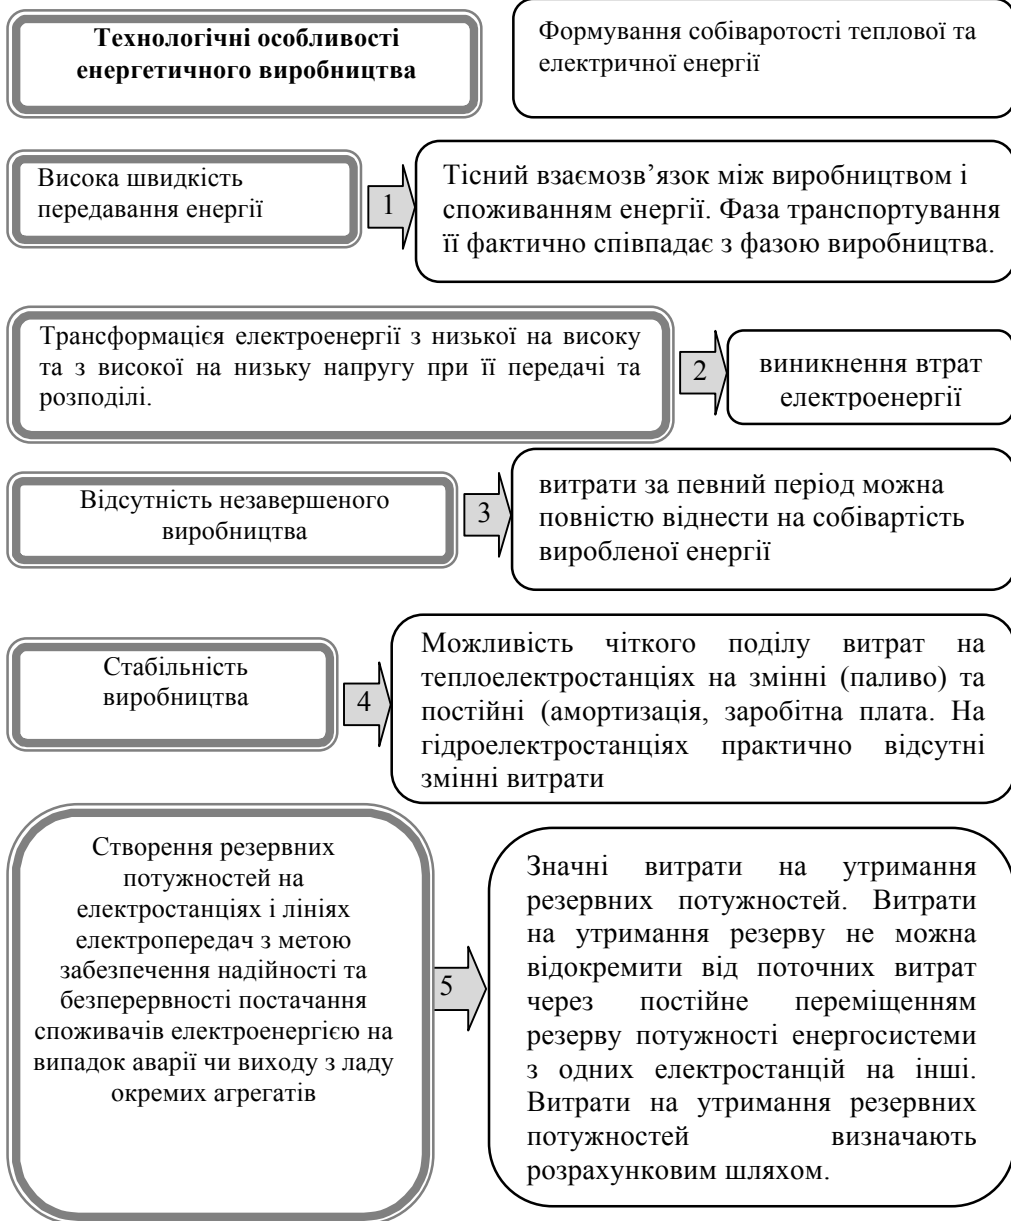 Технологічні особливості
енергетичного виробництва
Формування собіваротості теплової та
електричної енергії
Висока швидкість
передавання енергії
1
Тісний взаємозв’язок між виробництвом і
споживанням енергії. Фаза транспортування
її фактично співпадає з фазою виробництва.
Трансформацієя електроенергії з низької на високу
та з високої на низьку напругу при її передачі та
розподілі.
2
виникнення втрат
електроенергії
Відсутність незавершеного
виробництва
3
витрати за певний період можна
повністю віднести на собівартість
виробленої енергії
Стабільність
виробництва
4
Можливість чіткого поділу витрат на
теплоелектростанціях на змінні (паливо) та
постійні (амортизація, заробітна плата. На
гідроелектростанціях практично відсутні
змінні витрати
Створення резервних
потужностей на
електростанціях і лініях
електропередач з метою
забезпечення надійності та
безперервності постачання
споживачів електроенергією на
випадок аварії чи виходу з ладу
окремих агрегатів
5
Значні витрати на утримання
резервних потужностей. Витрати
на утримання резерву не можна
відокремити від поточних витрат
через постійне переміщенням
резерву потужності енергосистеми
з одних електростанцій на інші.
Витрати на утримання резервних
потужностей визначають
розрахунковим шляхом.